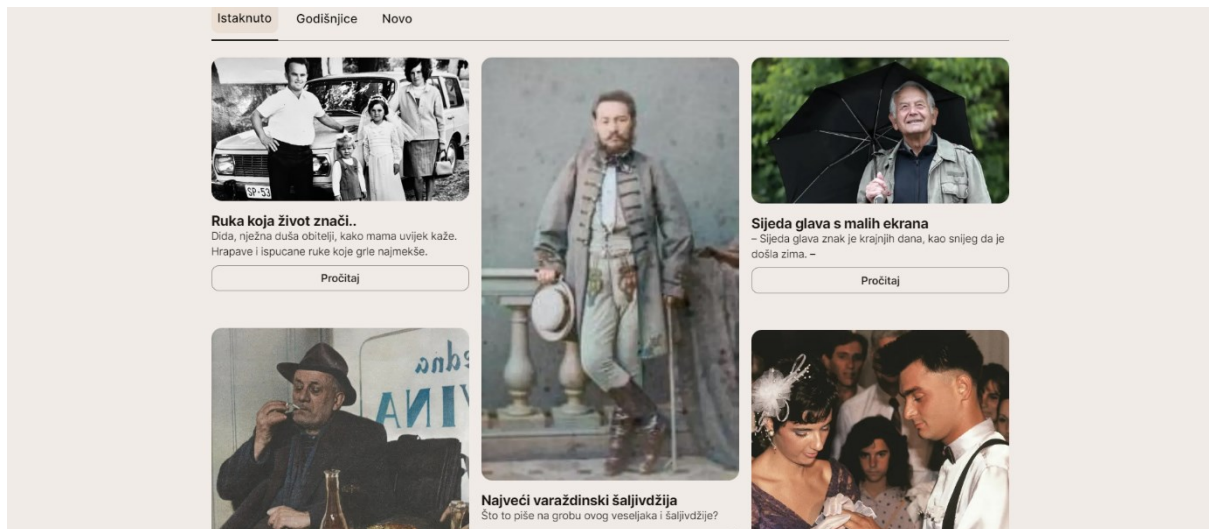 Istaknuto Godišnjice Novo
SP-53
Ruka koja život znači..
Dida, nježna duša obitelji, kako mama uvijek kaže.
Hrapave i ispucane ruke koje grle najmekše.
Pročitaj
Najveći varaždinski šaljivdžija
Što to piše na grobu ovog veseljaka i šaljivdžije?
Sijeda glava s malih ekrana
– Sijeda glava znak je krajnjih dana, kao snijeg da je
došla zima. –
Pročitaj